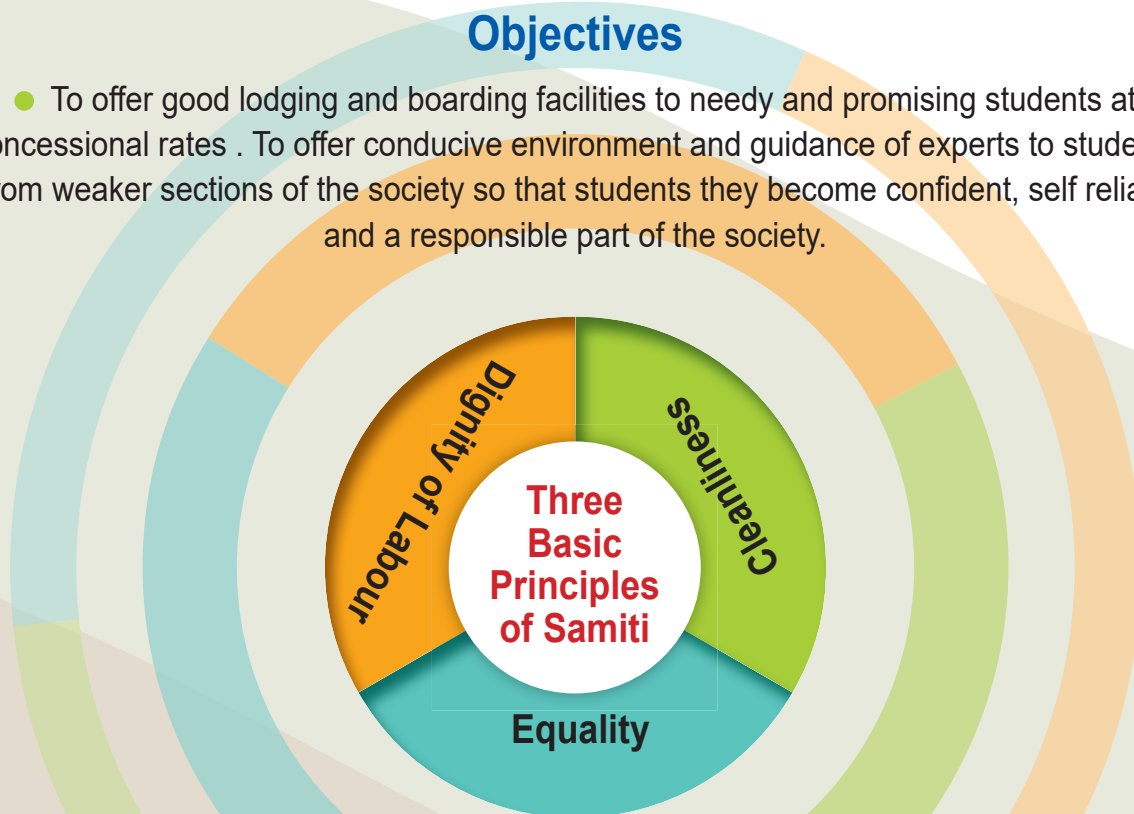 Objectives
● To offer good lodging and boarding facilities to needy and promising students at
oncessional rates . To offer conducive environment and guidance of experts to stude
om weaker sections of the society so that students they become confident, self relia
and a responsible part of the society.
Dignity of Labour
Cleanliness
Three
Basic
Principles
of Samiti
Equality